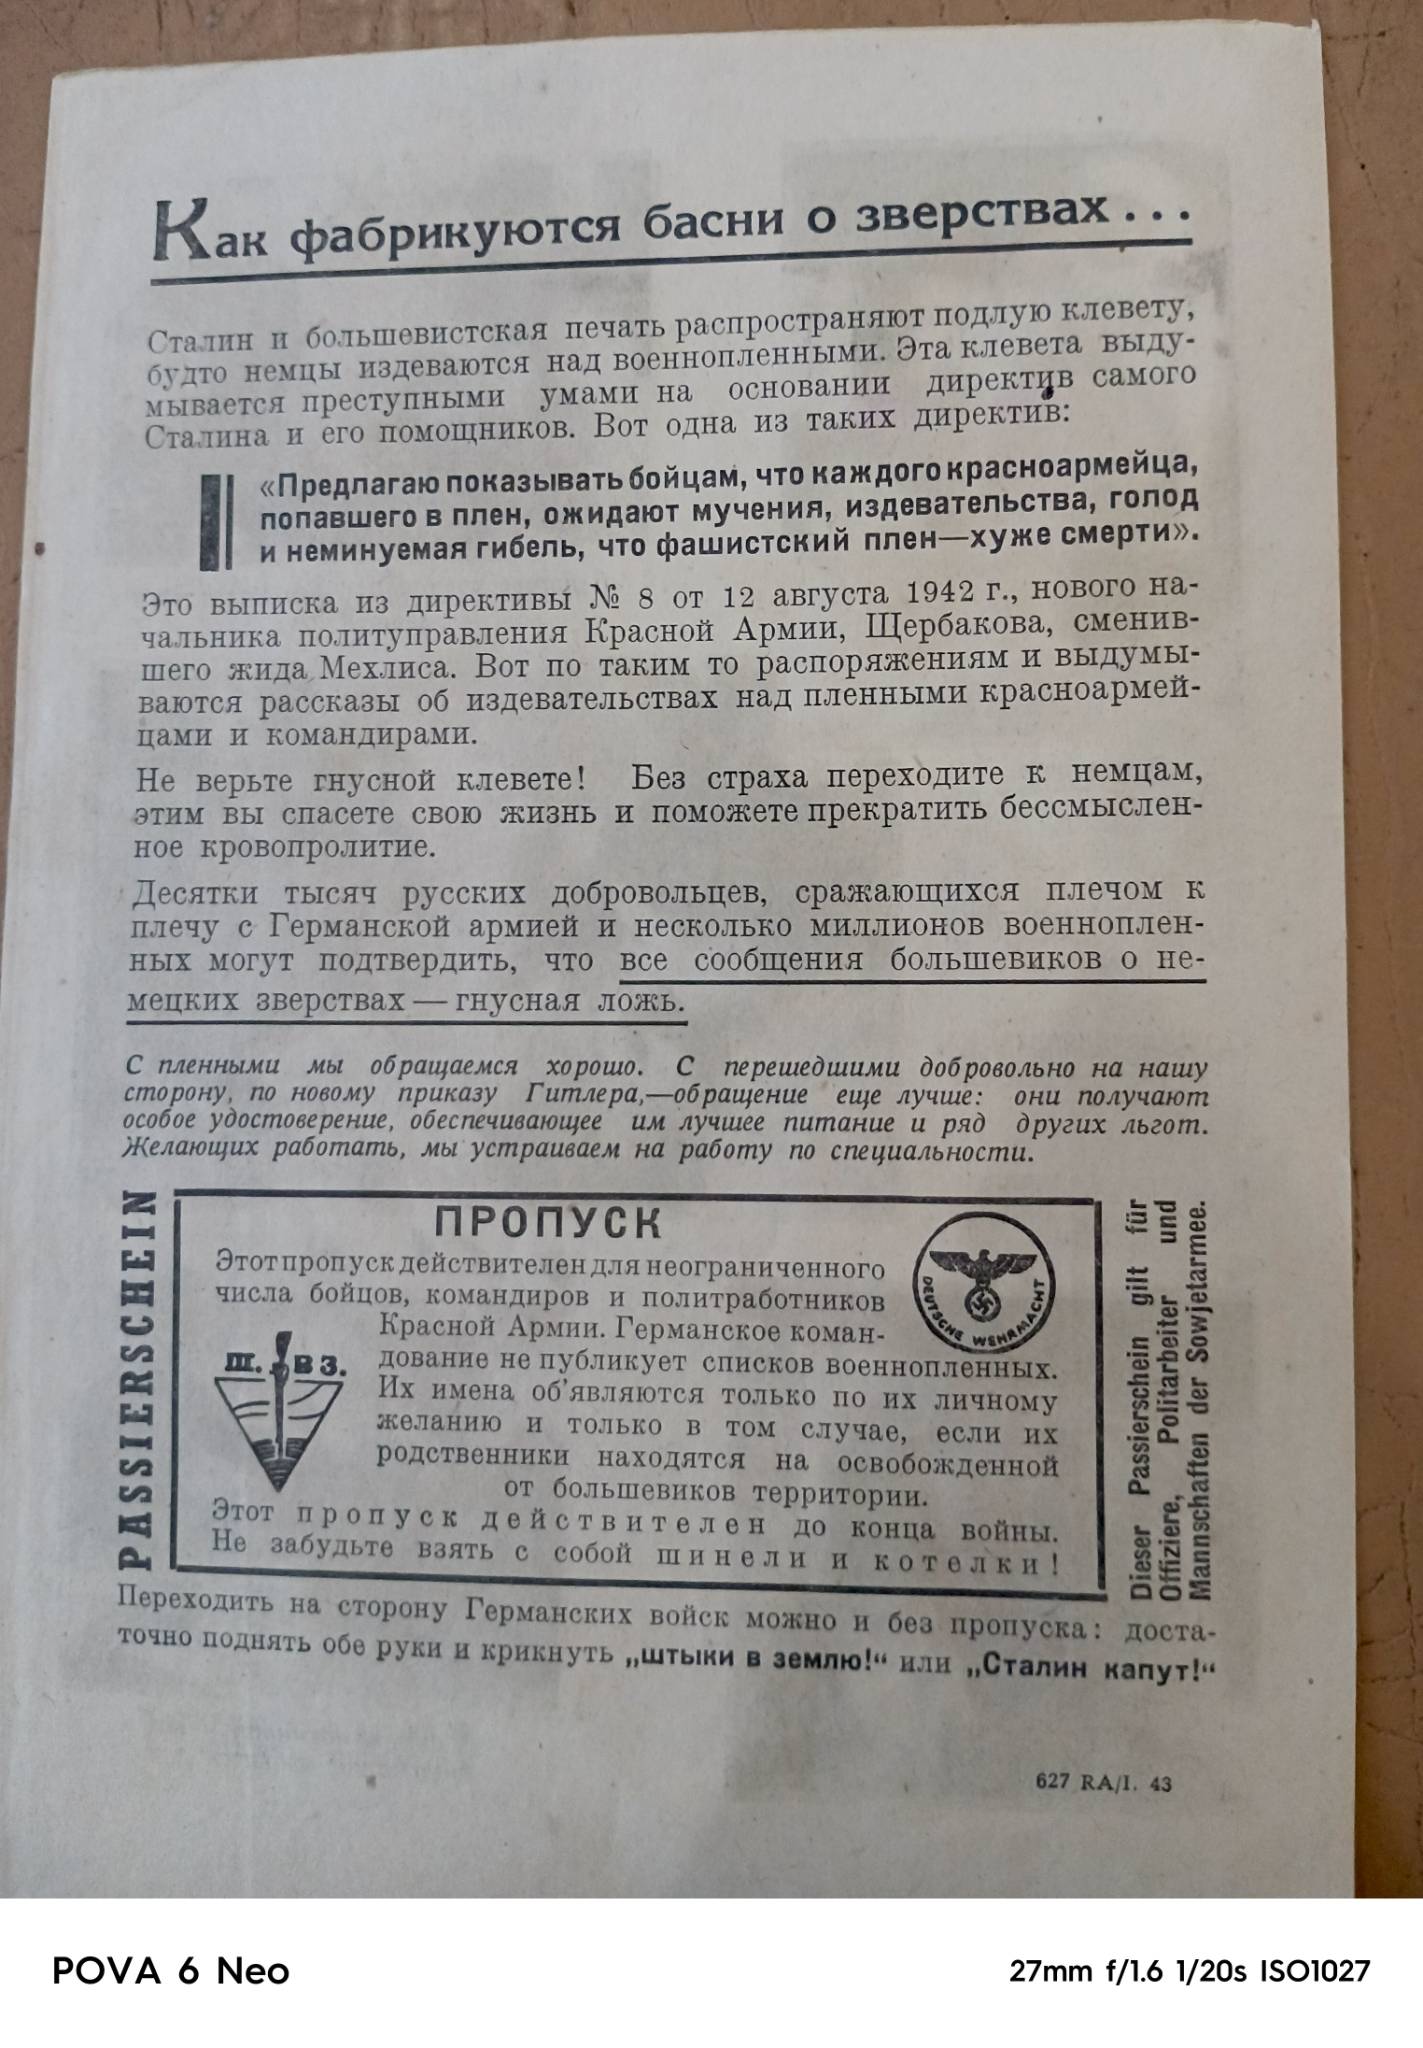 Как фабрикуются басни о зверствах...
Сталин и большевистская печать распространяют подлую клевету,
будто немцы издеваются над военнопленными. Эта клевета выду-
мывается преступными умами на основании директив самого
Сталина и его помощников. Вот одна из таких директив:
«Предлагаю показывать бойцам, что каждого красноармейца,
попавшего в плен, ожидают мучения, издевательства, голод
и неминуемая гибель, что фашистский плен—хуже смерти».
Это выписка из директивы № 8 от 12 августа 1942 г., нового на-
чальника политуправления Красной Армии, Щербакова, сменив-
шего жида Мехлиса. Вот по таким то распоряжениям и выдумы-
ваются рассказы об издевательствах над пленными красноармей-
цами и командирами.
Не верьте гнусной клевете! Без страха переходите к немцам,
этим вы спасете свою жизнь и поможете прекратить бессмыслен-
ное кровопролитие.
Десятки тысяч русских добровольцев, сражающихся плечом к
плечу с Германской армией и несколько миллионов военноплен-
ных могут подтвердить, что все сообщения большевиков о не-
мецких зверствах — гнусная ложь.
С пленными мы обращаемся хорошо. С перешедшими добровольно на нашу
сторону, по новому приказу Гитлера,—обращение еще лучше: они получают
особое удостоверение, обеспечивающее им лучшее питание и ряд других льгот.
Желающих работать, мы устраиваем на работу по специальности.
PASSIERSCHEIN
ПРОПУСК
Этот пропуск действителен для неограниченного
числа бойцов, командиров и политработников
Красной Армии. Германское коман-
дование не публикует списков военнопленных.
Их имена об'являются только по их личному
желанию и только в том случае, если их
родственники находятся на освобожденной
от большевиков территории.
Этот пропуск действителен до конца войны.
Не забудьте взять с собой шинели и котелки!
DEUTSCHE WEHRMACHT
Ш. В З.
Dieser Passierschein gilt für
Offiziere, Politarbeiter und
Mannschaften der Sowjetarmee.
Переходить на сторону Германских войск можно и без пропуска: доста-
точно поднять обе руки и крикнуть „штыки в землю!“ или „Сталин капут!“
627 RA/I. 43
POVA 6 Neo
27mm f/1.6 1/20s ISO1027